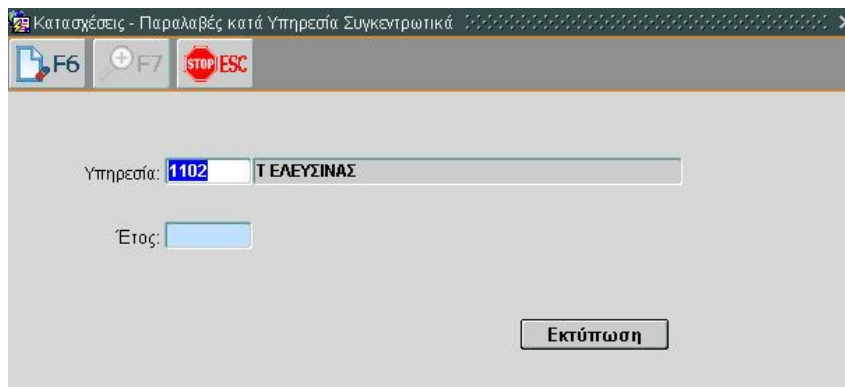 Κατασχέσεις - Παραλαβές κατά Υπηρεσία Συγκεντρωτικά
F6 F7 STOP ESC
Υπηρεσία: 1102 Τ ΕΛΕΥΣΙΝΑΣ
Έτος:
Εκτύπωση